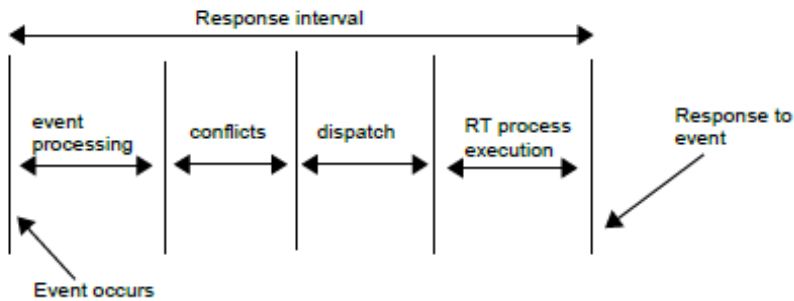 Response interval
event
processing
conflicts
dispatch
RT process
execution
Response to
event
Event occurs